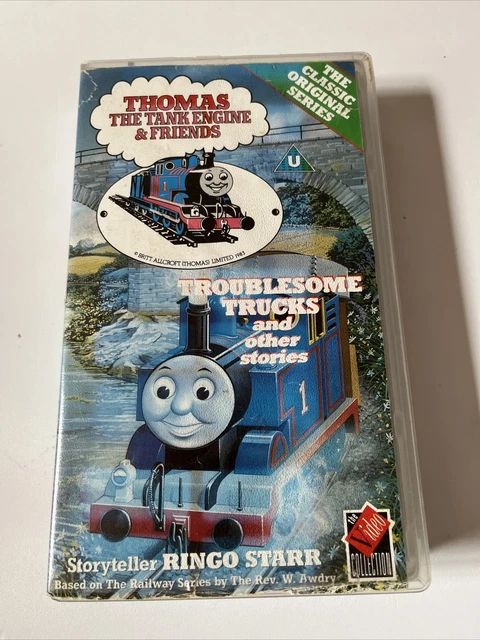 THE
CLASSIC
ORIGINAL
SERIES
THOMAS
THE TANK ENGINE
& FRIENDS
U
© BRITT ALLCROFT (THOMAS) LIMITED 1983
TROUBLESOME
TRUCKS
and
other
stories
1
Storyteller RINGO STARR
Based on The Railway Series by The Rev. W. Awdry
the
Video
COLLECTION